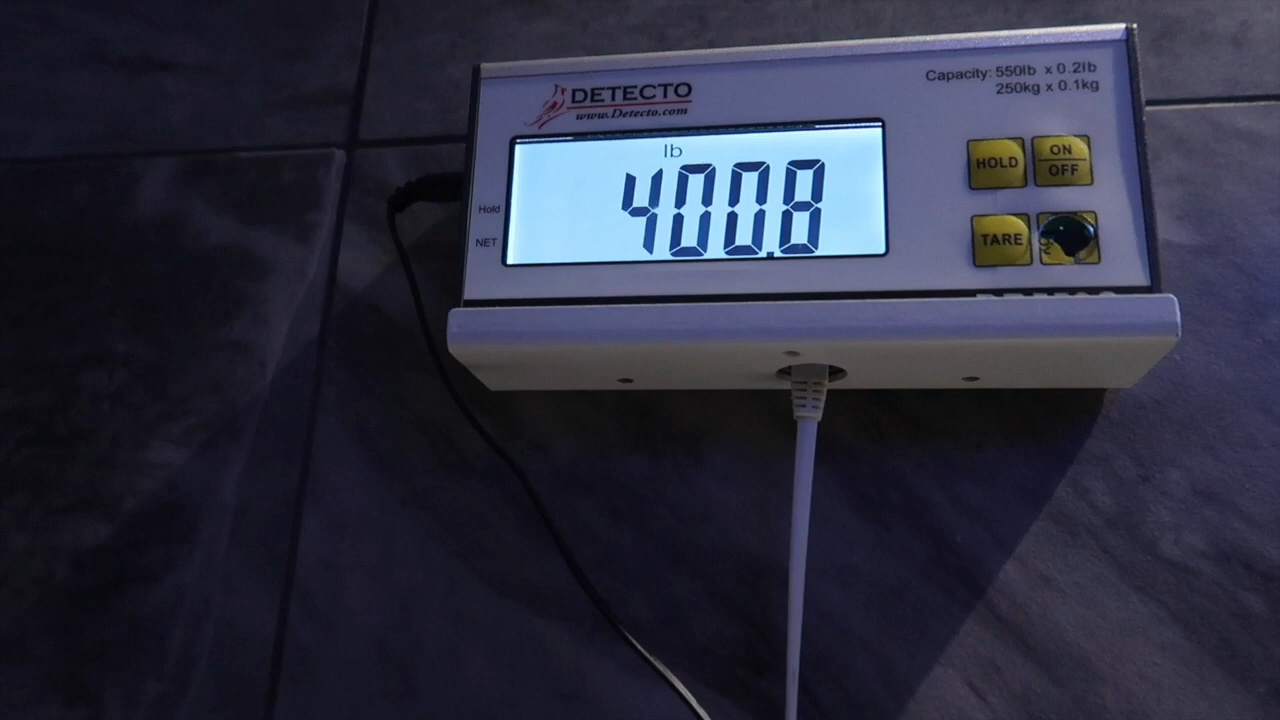 DETECTO
www.Detecto.com
Capacity: 550lb x 0.2lb
250kg x 0.1kg
lb
400.8
Hold
NET
HOLD
ON
OFF
TARE